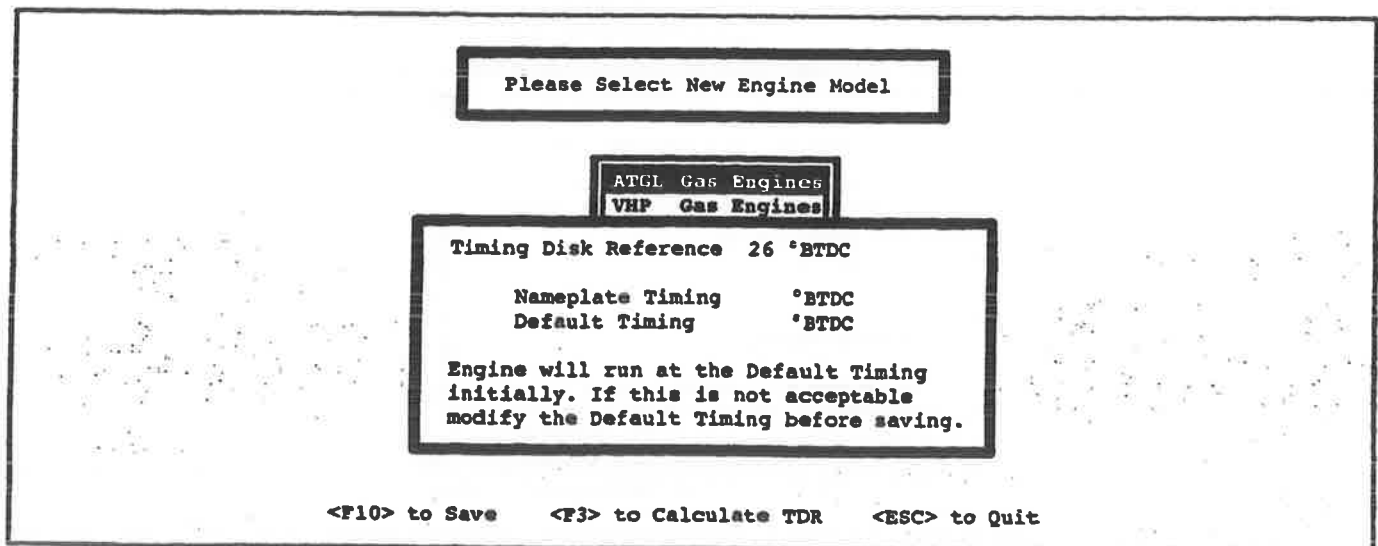 Please Select New Engine Model
ATGL Gas Engines
VHP Gas Engines
Timing Disk Reference 26 °BTDC
Nameplate Timing °BTDC
Default Timing °BTDC
Engine will run at the Default Timing
initially. If this is not acceptable
modify the Default Timing before saving.
<F10> to Save <F3> to Calculate TDR <ESC> to Quit